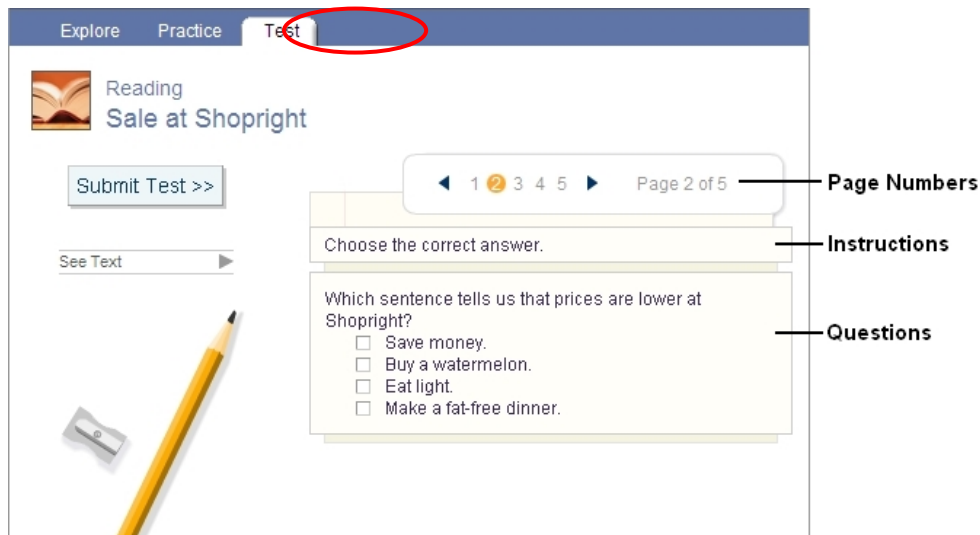 Explore Practice Test
Reading
Sale at Shopright
Submit Test >>
1 2 3 4 5 Page 2 of 5
Page Numbers
Choose the correct answer.
Instructions
See Text
Which sentence tells us that prices are lower at
Shopright?
Questions
Save money.
Buy a watermelon.
Eat light.
Make a fat-free dinner.